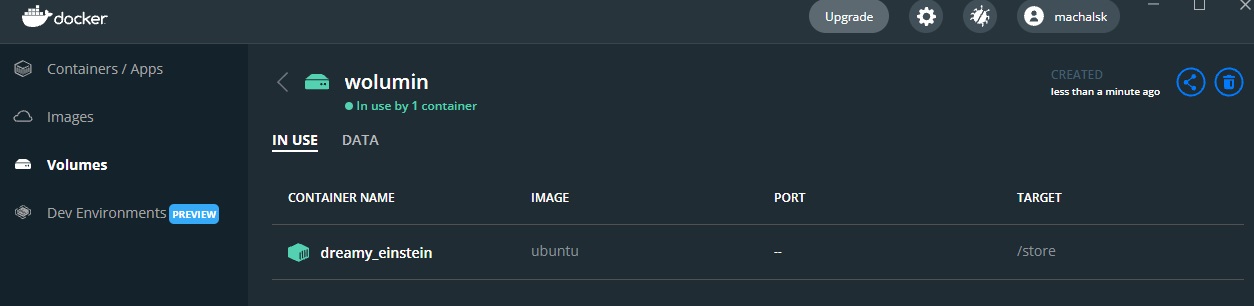 docker
Upgrade
machalsk
Containers / Apps
Images
Volumes
Dev Environments PREVIEW
wolumin
In use by 1 container
CREATED
less than a minute ago
IN USE DATA
CONTAINER NAME IMAGE PORT TARGET
dreamy_einstein ubuntu -- /store